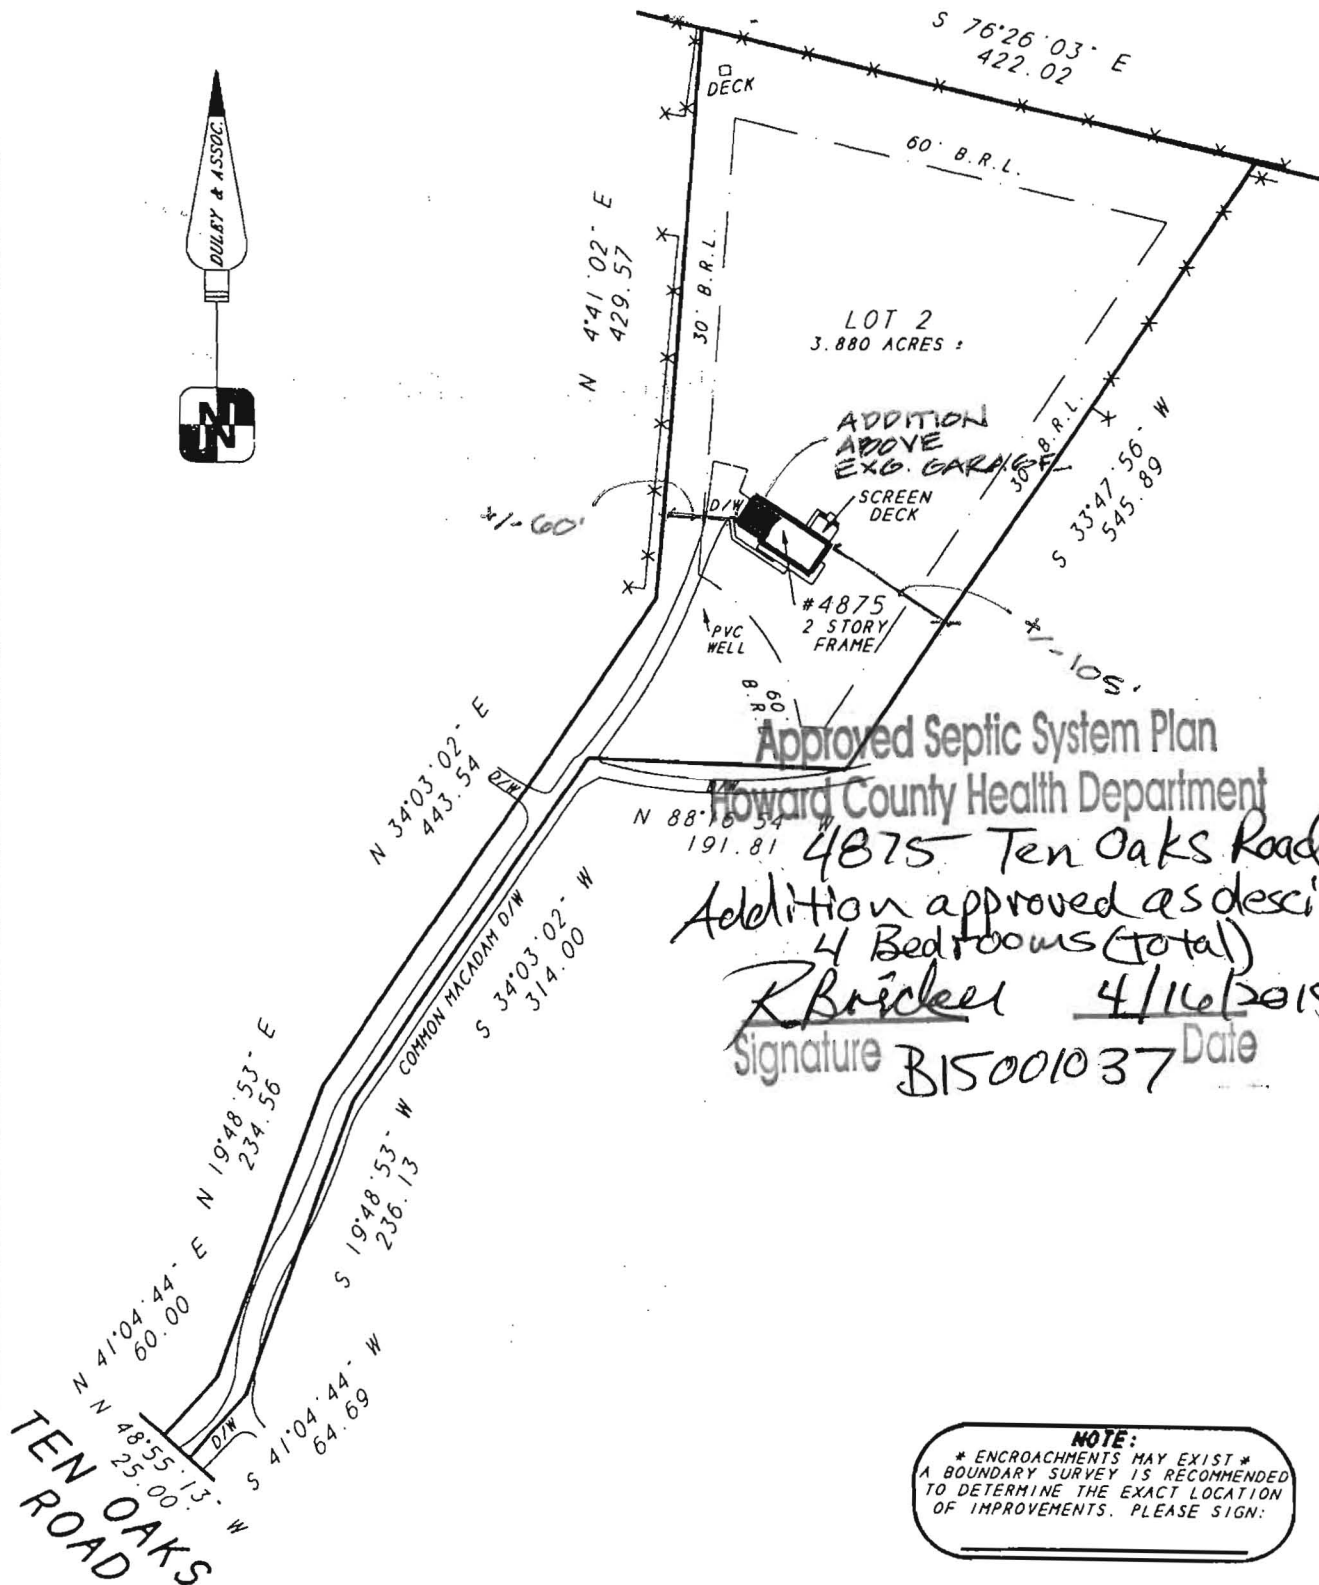 S 76°26'03" E
422.02
DECK
DULEY & ASSOC.
60' B.R.L.
N 4°41'02" E
429.57
30' B.R.L.
LOT 2
3.880 ACRES ±
ADDITION
ABOVE
EXG. GARAGE
30' B.R.L.
S 33°47'56" W
545.89
SCREEN
DECK
D/W
+/- 60'
#4875
2 STORY
FRAME
PVC
WELL
+/- 105'
60'
B.R.
Approved Septic System Plan
Howard County Health Department
N 34°03'02" E
443.54
D/W
D/W
N 88°16'54" W
191.81
4875 Ten Oaks Road
Addition approved as desci
4 Bedrooms (total)
R Bricker 4/16/2015
Signature B15001037 Date
COMMON MACADAM D/W
S 34°03'02" W
314.00
N 19°48'53" E
234.56
S 19°48'53" W
236.13
N 41°04'44" E
60.00
N 48°55'13" W
25.00
D/W
S 41°04'44" W
64.69
TEN OAKS
ROAD
NOTE:
* ENCROACHMENTS MAY EXIST *
A BOUNDARY SURVEY IS RECOMMENDED
TO DETERMINE THE EXACT LOCATION
OF IMPROVEMENTS. PLEASE SIGN: